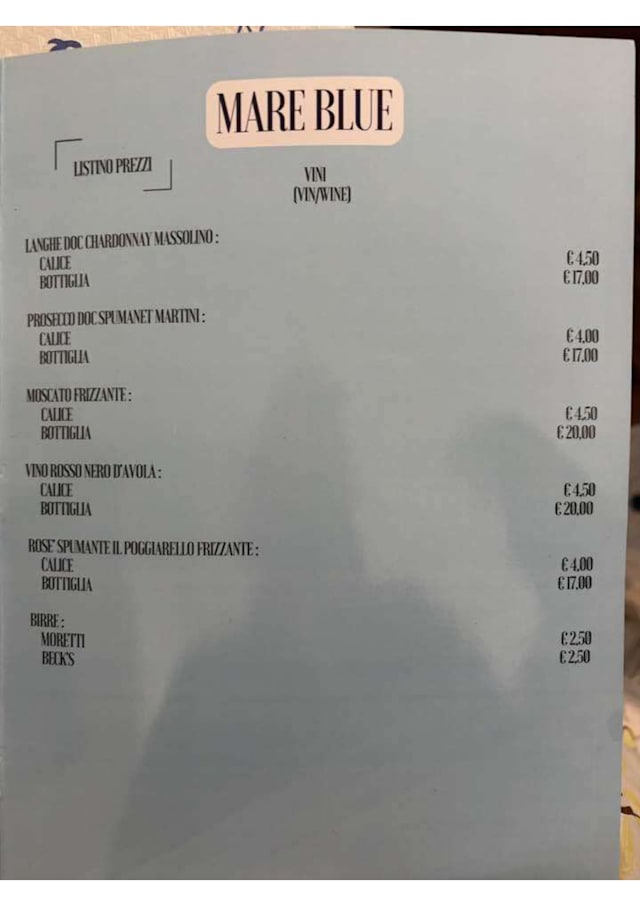 MARE BLUE
LISTINO PREZZI
VINI
(VIN/WINE)
LANGHE DOC CHARDONNAY MASSOLINO :
CALICE € 4,50
BOTTIGLIA € 17,00
PROSECCO DOC SPUMANET MARTINI :
CALICE € 4,00
BOTTIGLIA € 17,00
MOSCATO FRIZZANTE :
CALICE € 4,50
BOTTIGLIA € 20,00
VINO ROSSO NERO D'AVOLA :
CALICE € 4,50
BOTTIGLIA € 20,00
ROSE' SPUMANTE IL POGGIARELLO FRIZZANTE :
CALICE € 4,00
BOTTIGLIA € 17,00
BIRRE :
MORETTI € 2,50
BECK'S € 2,50